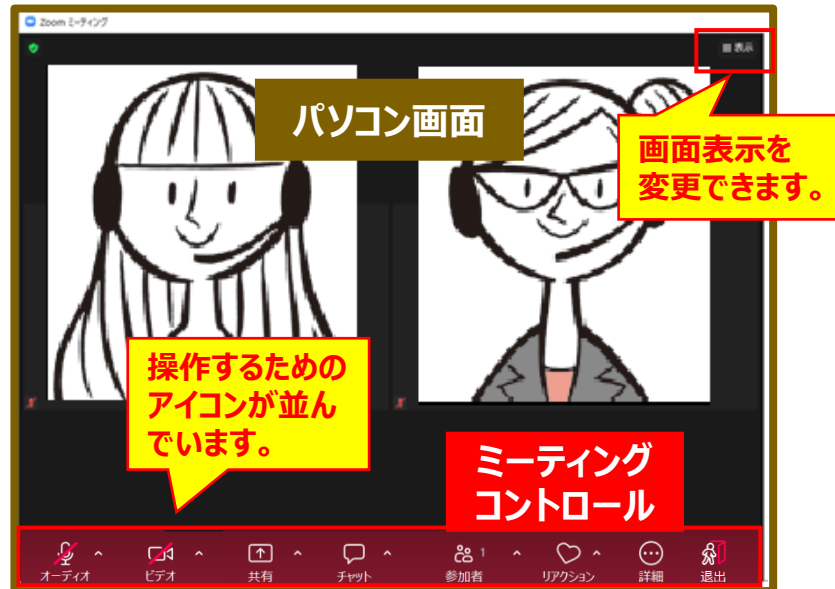 Zoom ミーティング
表示
パソコン画面
画面表示を
変更できます。
操作するための
アイコンが並ん
でいます。
ミーティング
コントロール
1
オーディオ
ビデオ
共有
チャット
参加者
リアクション
詳細
退出